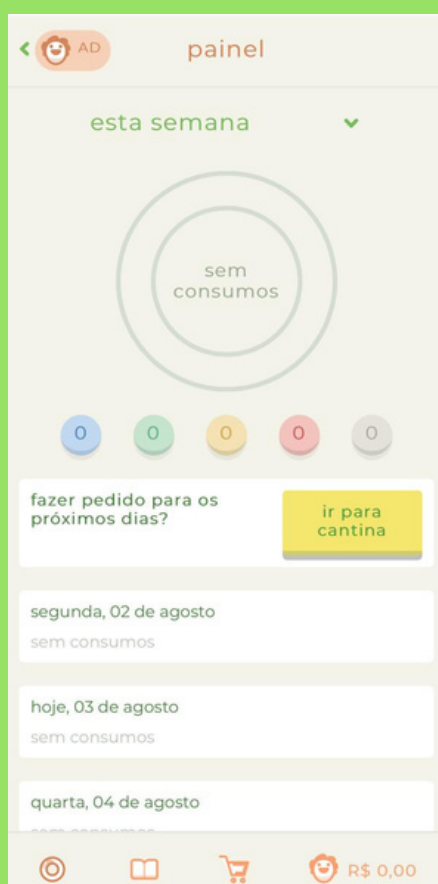 AD
painel
esta semana
sem
consumos
0 0 0 0 0
fazer pedido para os
próximos dias?
ir para
cantina
segunda, 02 de agosto
sem consumos
hoje, 03 de agosto
sem consumos
quarta, 04 de agosto
sem consumos
R$ 0,00